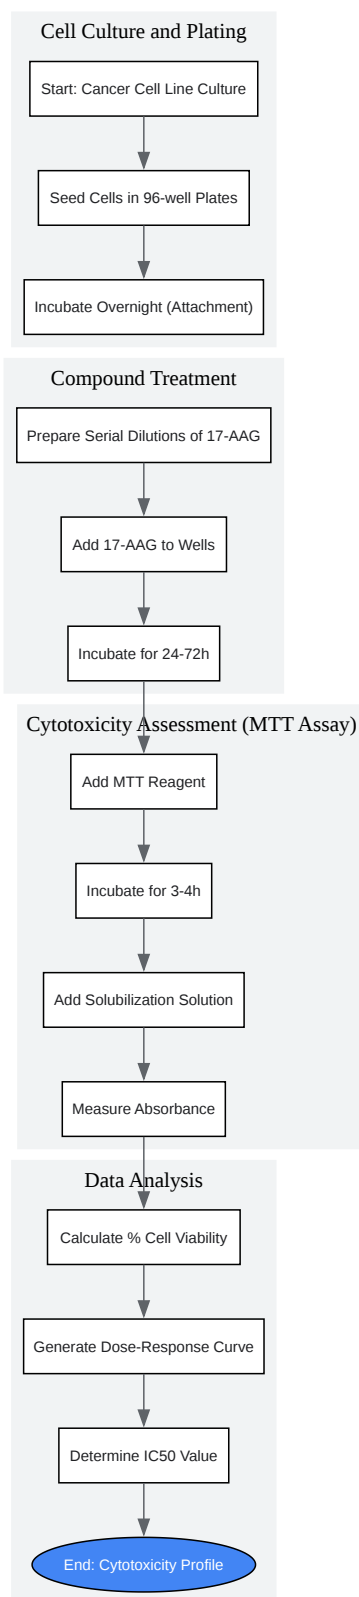 Cell Culture and Plating
Start: Cancer Cell Line Culture
Seed Cells in 96-well Plates
Incubate Overnight (Attachment)
Compound Treatment
Prepare Serial Dilutions of 17-AAG
Add 17-AAG to Wells
Incubate for 24-72h
Cytotoxicity Assessment (MTT Assay)
Add MTT Reagent
Incubate for 3-4h
Add Solubilization Solution
Measure Absorbance
Data Analysis
Calculate % Cell Viability
Generate Dose-Response Curve
Determine IC50 Value
End: Cytotoxicity Profile